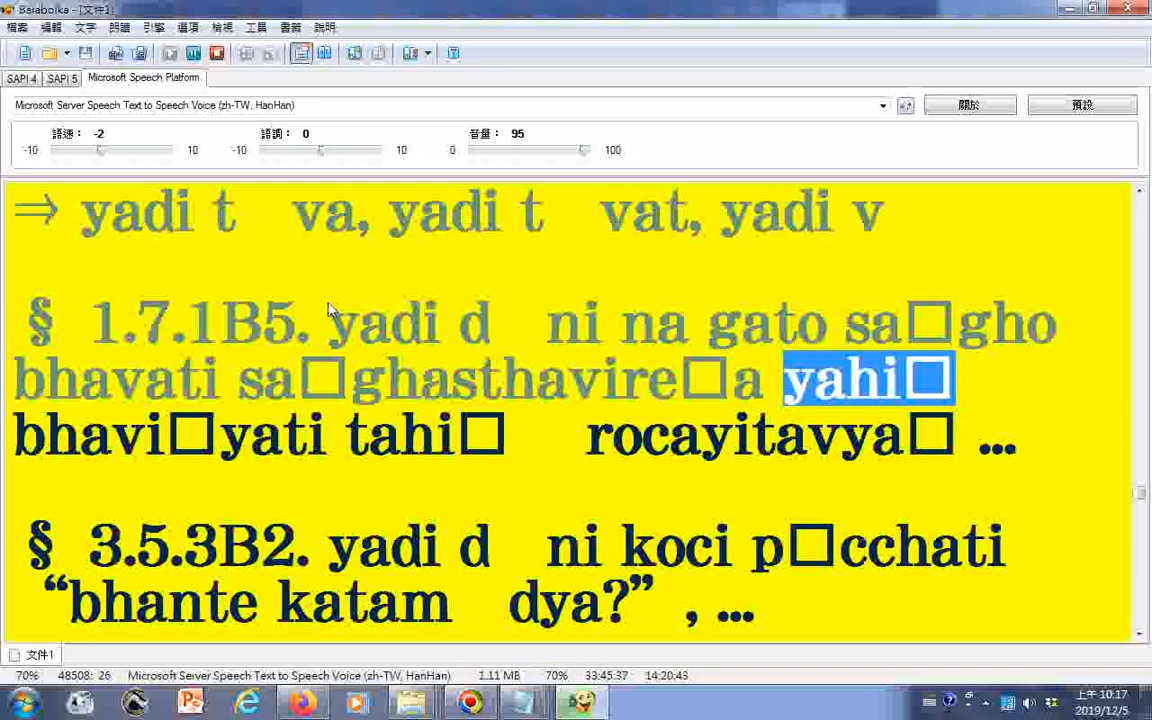 Balabolka - [文件1]
檔案 編輯 文字 朗讀 引擎 選項 檢視 工具 書籤 說明
SAPI 4 SAPI 5 Microsoft Speech Platform
Microsoft Server Speech Text to Speech Voice (zh-TW, HanHan) 關於 預設
語速： -2 語調： 0 音量： 95
-10 10 -10 10 0 100
⇒ yadi t va, yadi t vat, yadi v
§ 1.7.1B5. yadi d ni na gato sa□gho
bhavati sa□ghasthavire□a yahi□
bhavi□yati tahi□ rocayitavya□ ...
§ 3.5.3B2. yadi d ni koci p□cchati
“bhante katam dya?” , ...
文件1
70% 48508: 26 Microsoft Server Speech Text to Speech Voice (zh-TW, HanHan) 1.11 MB 70% 33:45:37 14:20:43
上午 10:17
2019/12/5